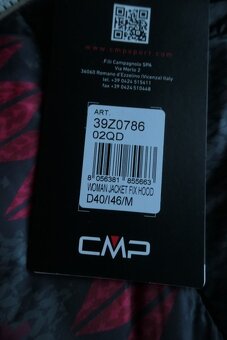 www.cmpsport.com
F.lli Campagnolo SPA
Via Merlo 2
36060 Romano d'Ezzelino (Vicenza) Italy
tel. +39 0424 515411
fax +39 0424 510448
ART.
39Z0786
02QD
8 056381 855663
WOMAN JACKET FIX HOOD
D40/I46/M
CMP